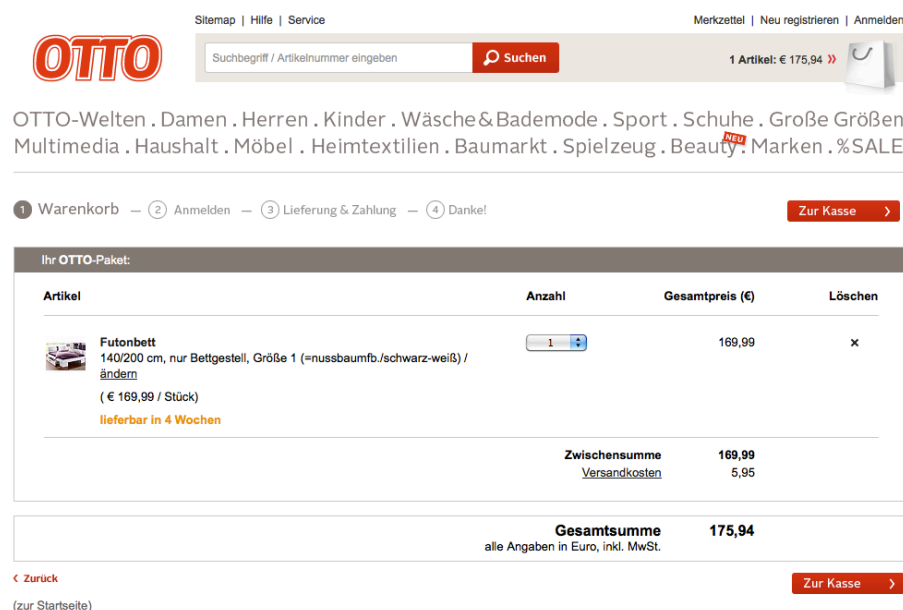 Sitemap | Hilfe | Service
Merkzettel | Neu registrieren | Anmelden
OTTO
Suchbegriff / Artikelnummer eingeben
Suchen
1 Artikel: € 175,94 »
OTTO-Welten . Damen . Herren . Kinder . Wäsche & Bademode . Sport . Schuhe . Große Größen
Multimedia . Haushalt . Möbel . Heimtextilien . Baumarkt . Spielzeug . Beauty . Marken . %SALE
NEU
1 Warenkorb – 2 Anmelden – 3 Lieferung & Zahlung – 4 Danke!
Zur Kasse >
Ihr OTTO-Paket:
Artikel Anzahl Gesamtpreis (€) Löschen
Futonbett 1 169,99 x
140/200 cm, nur Bettgestell, Größe 1 (=nussbaumfb./schwarz-weiß) /
ändern
( € 169,99 / Stück)
lieferbar in 4 Wochen
Zwischensumme 169,99
Versandkosten 5,95
Gesamtsumme 175,94
alle Angaben in Euro, inkl. MwSt.
< Zurück
Zur Kasse >
(zur Startseite)